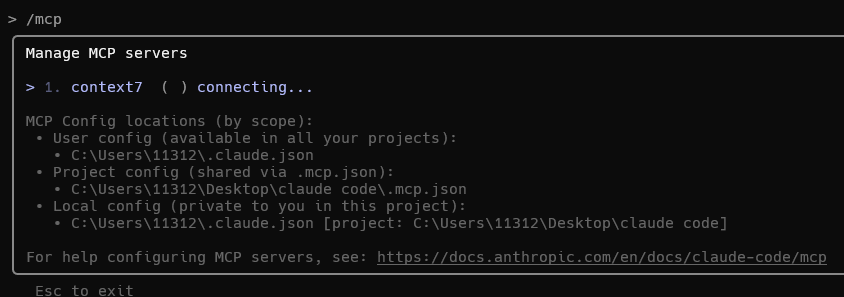 > /mcp
Manage MCP servers
> 1. context7  ( ) connecting...
MCP Config locations (by scope):
• User config (available in all your projects):
• C:\Users\11312\.claude.json
• Project config (shared via .mcp.json):
• C:\Users\11312\Desktop\claude code\.mcp.json
• Local config (private to you in this project):
• C:\Users\11312\.claude.json [project: C:\Users\11312\Desktop\claude code]
For help configuring MCP servers, see: https://docs.anthropic.com/en/docs/claude-code/mcp
Esc to exit